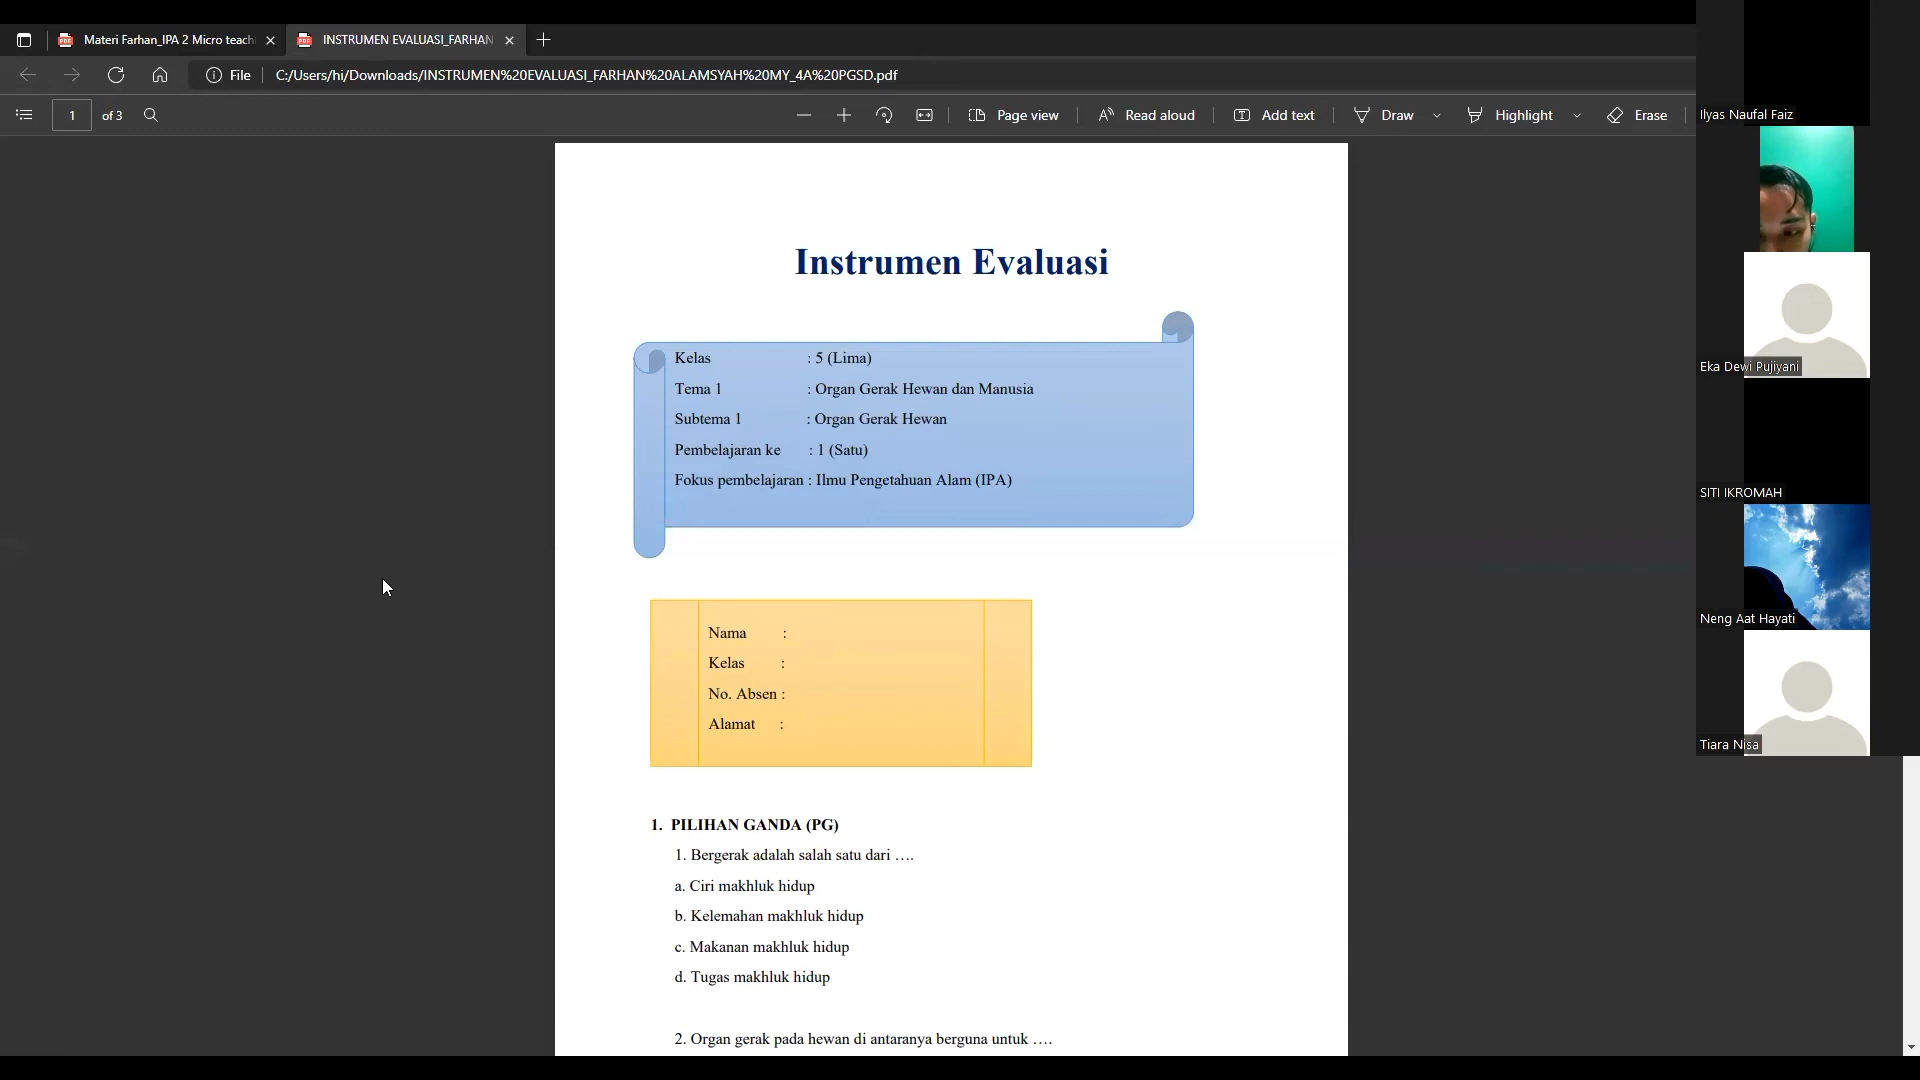 Materi Farhan_IPA 2 Micro teach
INSTRUMEN EVALUASI_FARHAN
File
C:/Users/hi/Downloads/INSTRUMEN%20EVALUASI_FARHAN%20ALAMSYAH%20MY_4A%20PGSD.pdf
1 of 3
Page view
Read aloud
Add text
Draw
Highlight
Erase
Instrumen Evaluasi
Kelas : 5 (Lima)
Tema 1 : Organ Gerak Hewan dan Manusia
Subtema 1 : Organ Gerak Hewan
Pembelajaran ke : 1 (Satu)
Fokus pembelajaran : Ilmu Pengetahuan Alam (IPA)
Nama :
Kelas :
No. Absen :
Alamat :
1. PILIHAN GANDA (PG)
1. Bergerak adalah salah satu dari ….
a. Ciri makhluk hidup
b. Kelemahan makhluk hidup
c. Makanan makhluk hidup
d. Tugas makhluk hidup
2. Organ gerak pada hewan di antaranya berguna untuk ….
Ilyas Naufal Faiz
Eka Dewi Pujiyani
SITI IKROMAH
Neng Aat Hayati
Tiara Nisa